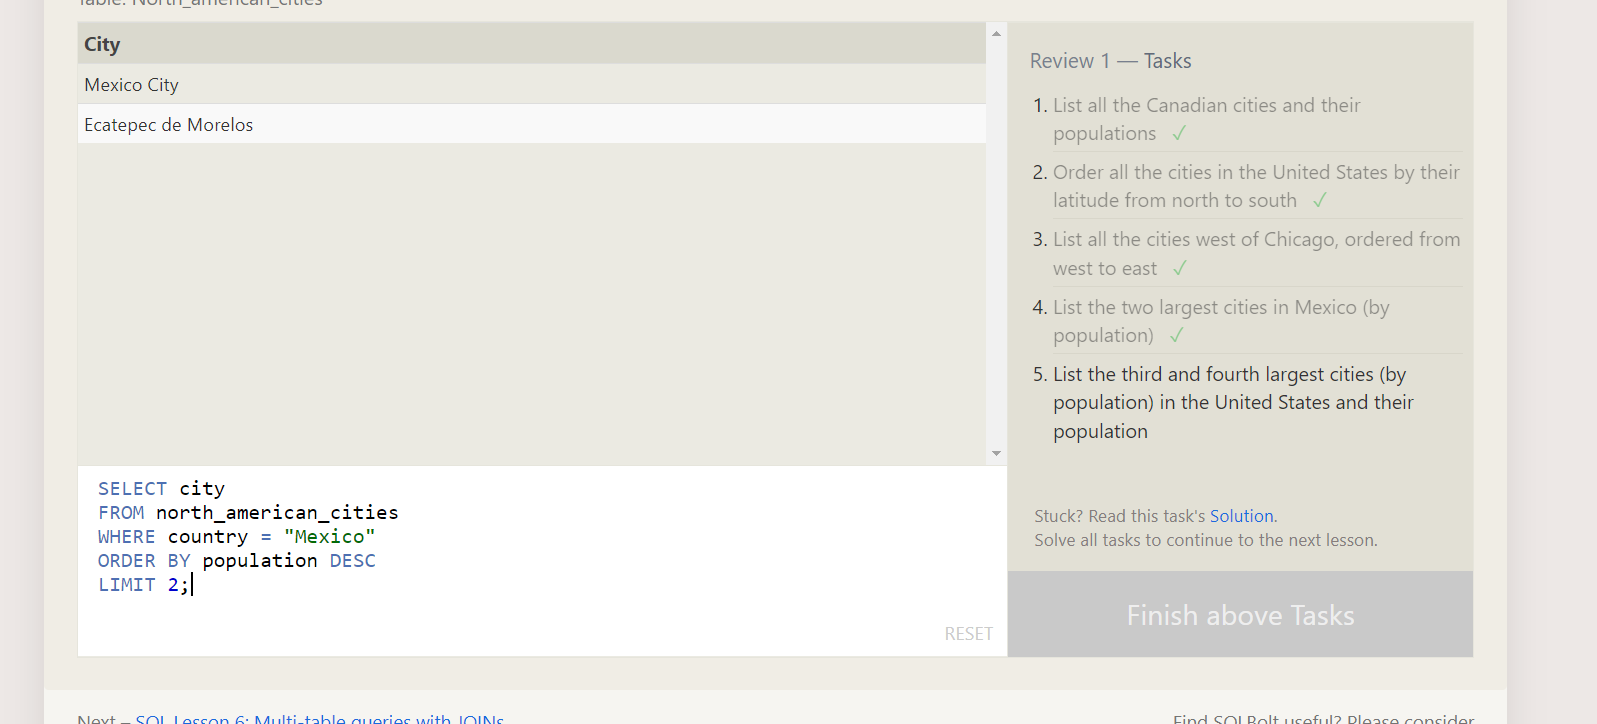 Table: North_american_cities
City
Mexico City
Ecatepec de Morelos
SELECT city
FROM north_american_cities
WHERE country = "Mexico"
ORDER BY population DESC
LIMIT 2;
RESET
Review 1 — Tasks
1. List all the Canadian cities and their
populations ✓
2. Order all the cities in the United States by their
latitude from north to south ✓
3. List all the cities west of Chicago, ordered from
west to east ✓
4. List the two largest cities in Mexico (by
population) ✓
5. List the third and fourth largest cities (by
population) in the United States and their
population
Stuck? Read this task's Solution.
Solve all tasks to continue to the next lesson.
Finish above Tasks
Next – SQL Lesson 6: Multi-table queries with JOINs
Find SQLBolt useful? Please consider